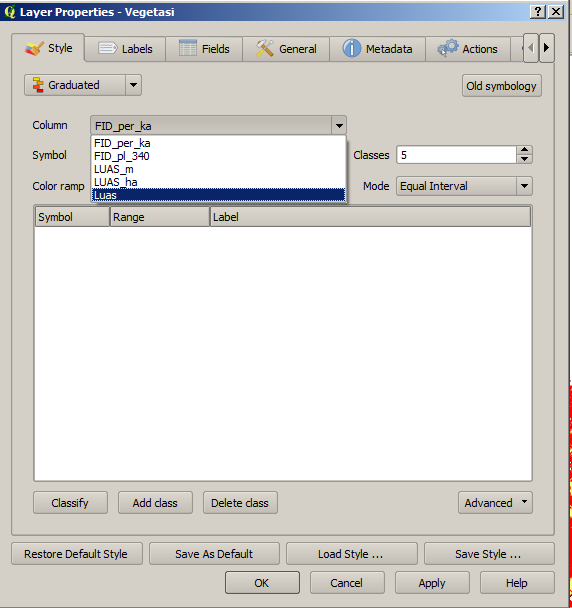 Layer Properties - Vegetasi
Style Labels Fields General Metadata Actions
Graduated Old symbology
Column FID_per_ka
FID_per_ka
Symbol FID_pl_340 Classes 5
LUAS_m
Color ramp LUAS_ha Mode Equal Interval
Luas
Symbol Range Label
Classify Add class Delete class Advanced
Restore Default Style Save As Default Load Style ... Save Style ...
OK Cancel Apply Help